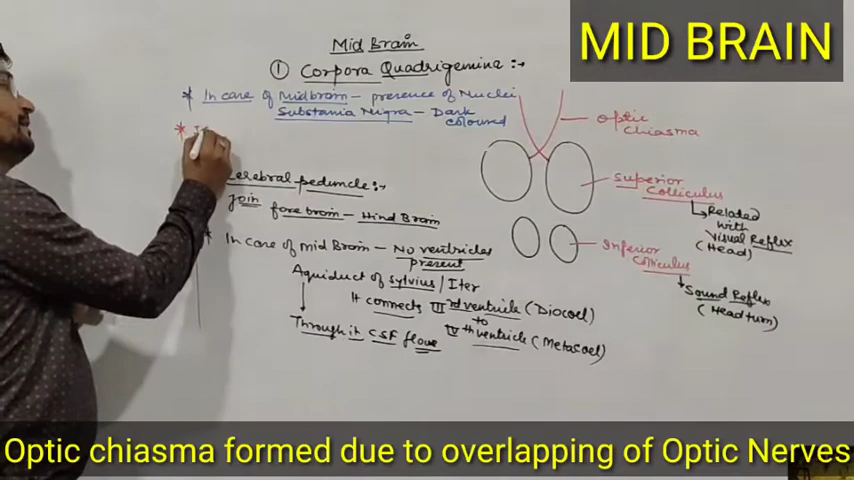 MID BRAIN
Mid Brain
① Corpora Quadrigemina :→
* In case of Midbrain – presence of Nuclei
Substania Nigra – Dark
coloured
*
Optic
Chiasma
Superior
Colliculus
Related
with
Visual Reflex
(Head)
Cerebral peduncle :→
join fore brain – Hind Brain
* In case of mid Brain – No ventricles
present
Aquiduct of Sylvius / Iter
It connects III rd ventricle (Diocoel)
to
IV th ventricle (Metacoel)
Through it CSF flows
Inferior
Colliculus
Sound Reflex
(Head turn)
Optic chiasma formed due to overlapping of Optic Nerves